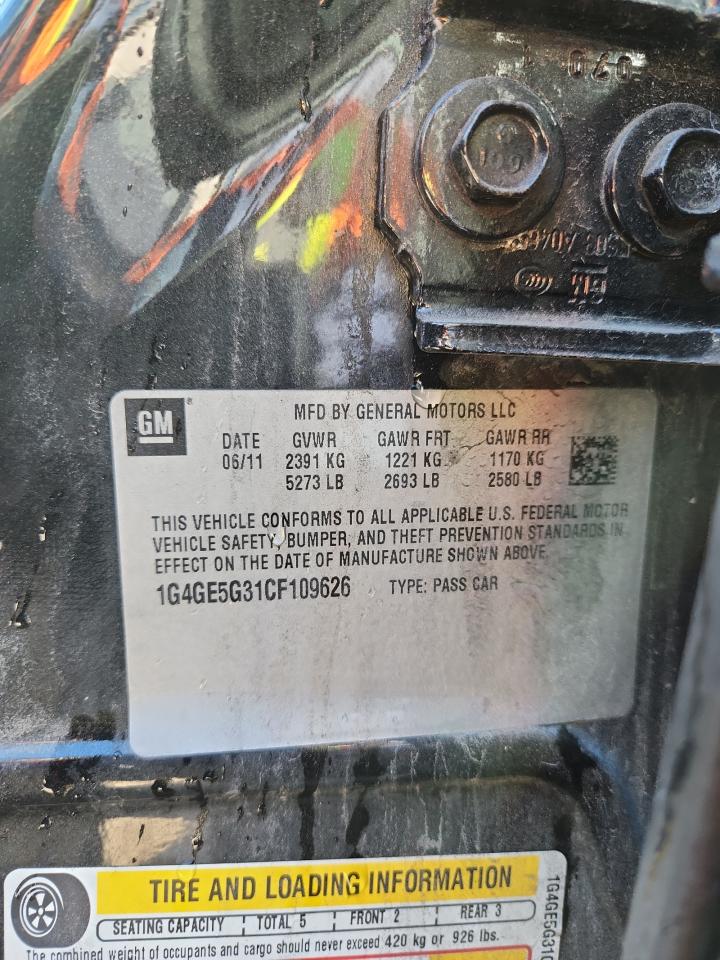 070
GM
GM
MFD BY GENERAL MOTORS LLC
DATE GVWR GAWR FRT GAWR RR
06/11 2391 KG 1221 KG 1170 KG
5273 LB 2693 LB 2580 LB
THIS VEHICLE CONFORMS TO ALL APPLICABLE U.S. FEDERAL MOTOR
VEHICLE SAFETY, BUMPER, AND THEFT PREVENTION STANDARDS IN
EFFECT ON THE DATE OF MANUFACTURE SHOWN ABOVE.
1G4GE5G31CF109626 TYPE: PASS CAR
TIRE AND LOADING INFORMATION
SEATING CAPACITY TOTAL 5 FRONT 2 REAR 3
The combined weight of occupants and cargo should never exceed 420 kg or 926 lbs.
1G4GE5G31C